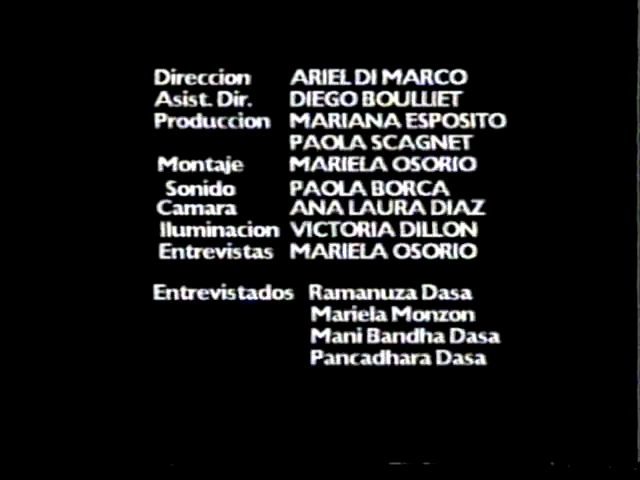 Direccion ARIEL DI MARCO
Asist. Dir. DIEGO BOULLIET
Produccion MARIANA ESPOSITO
PAOLA SCAGNET
Montaje MARIELA OSORIO
Sonido PAOLA BORCA
Camara ANA LAURA DIAZ
Iluminacion VICTORIA DILLON
Entrevistas MARIELA OSORIO
Entrevistados Ramanuza Dasa
Mariela Monzon
Mani Bandha Dasa
Pancadhara Dasa